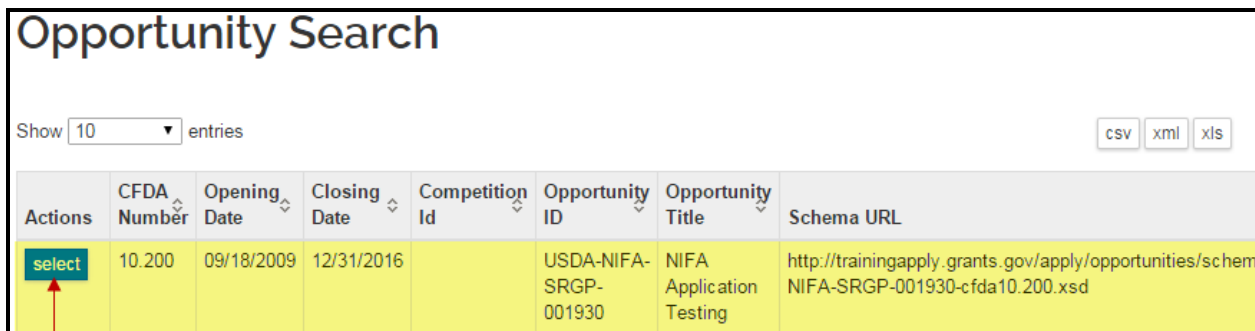 Opportunity Search
Show 10 entries
csv xml xls
Actions CFDA Number Opening Date Closing Date Competition Id Opportunity ID Opportunity Title Schema URL
select 10.200 09/18/2009 12/31/2016 USDA-NIFA- NIFA http://trainingapply.grants.gov/apply/opportunities/schem
SRGP- Application NIFA-SRGP-001930-cfda10.200.xsd
001930 Testing